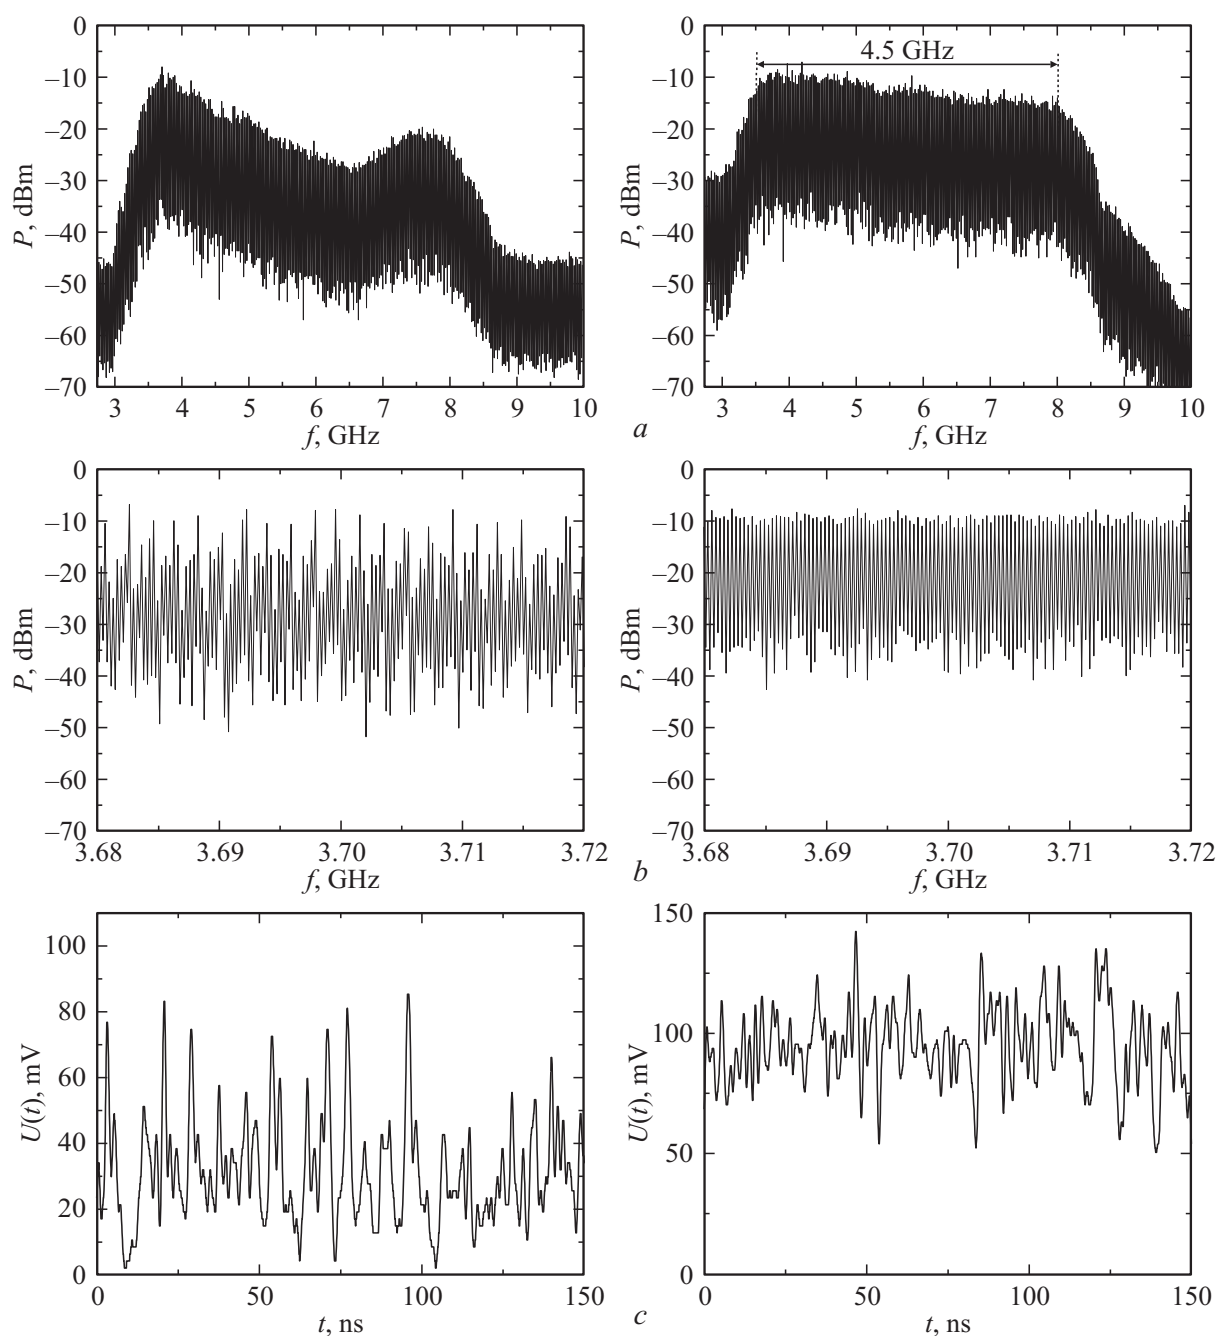 0
–10
–20
–30
–40
–50
–60
–70
P, dBm
3 4 5 6 7 8 9 10
f, GHz
0
–10
–20
–30
–40
–50
–60
–70
P, dBm
4.5 GHz
3 4 5 6 7 8 9 10
f, GHz
a
0
–10
–20
–30
–40
–50
–60
–70
P, dBm
3.68 3.69 3.70 3.71 3.72
f, GHz
0
–10
–20
–30
–40
–50
–60
–70
P, dBm
3.68 3.69 3.70 3.71 3.72
f, GHz
b
100
80
60
40
20
0
U(t), mV
0 50 100 150
t, ns
150
100
50
0
U(t), mV
0 50 100 150
t, ns
c